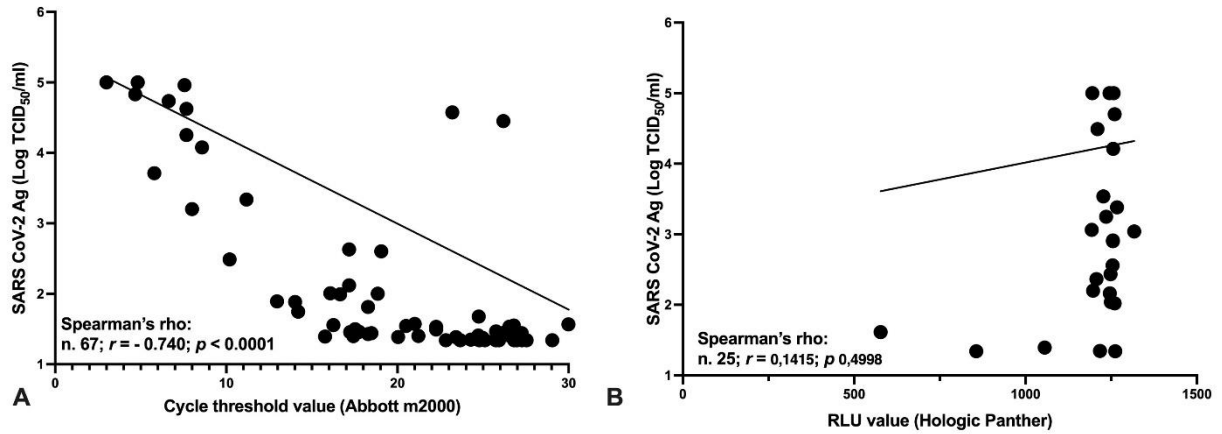 6
5
4
3
2
1
SARS CoV-2 Ag (Log TCID50/ml)
Spearman's rho:
n. 67; r = - 0.740; p < 0.0001
0
10
20
30
Cycle threshold value (Abbott m2000)
A
6
5
4
3
2
1
SARS CoV-2 Ag (Log TCID50/ml)
Spearman's rho:
n. 25; r = 0,1415; p 0,4998
0
500
1000
1500
RLU value (Hologic Panther)
B